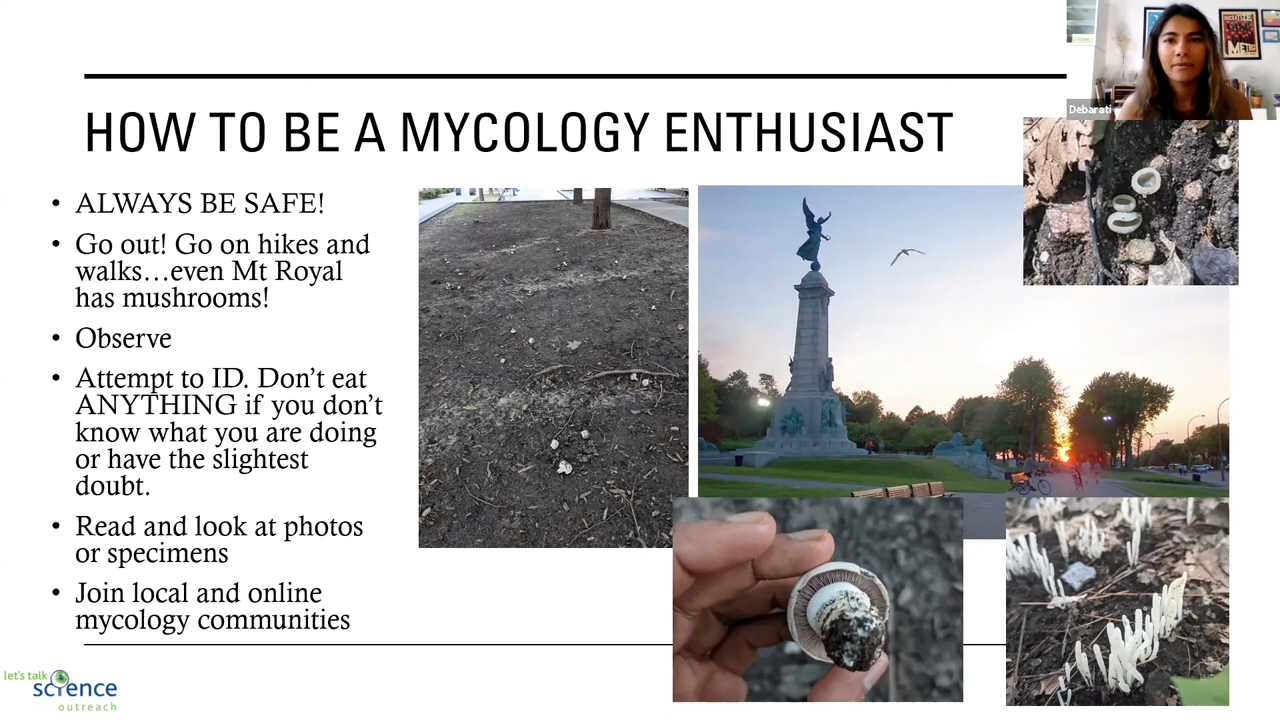 Debarati
HOW TO BE A MYCOLOGY ENTHUSIAST
• ALWAYS BE SAFE!
• Go out! Go on hikes and
walks…even Mt Royal
has mushrooms!
• Observe
• Attempt to ID. Don’t eat
ANYTHING if you don’t
know what you are doing
or have the slightest
doubt.
• Read and look at photos
or specimens
• Join local and online
mycology communities
let's talk
science
outreach